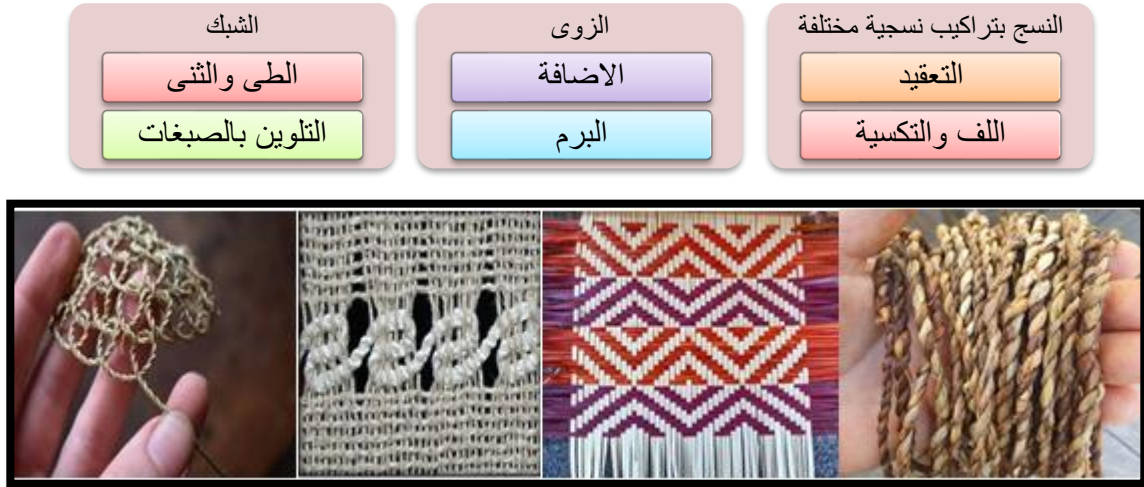 النسج بتراكيب نسجية مختلفة
التعقيد
اللف والتكسية
الزوى
الاضافة
البرم
الشبك
الطى والثنى
التلوين بالصبغات